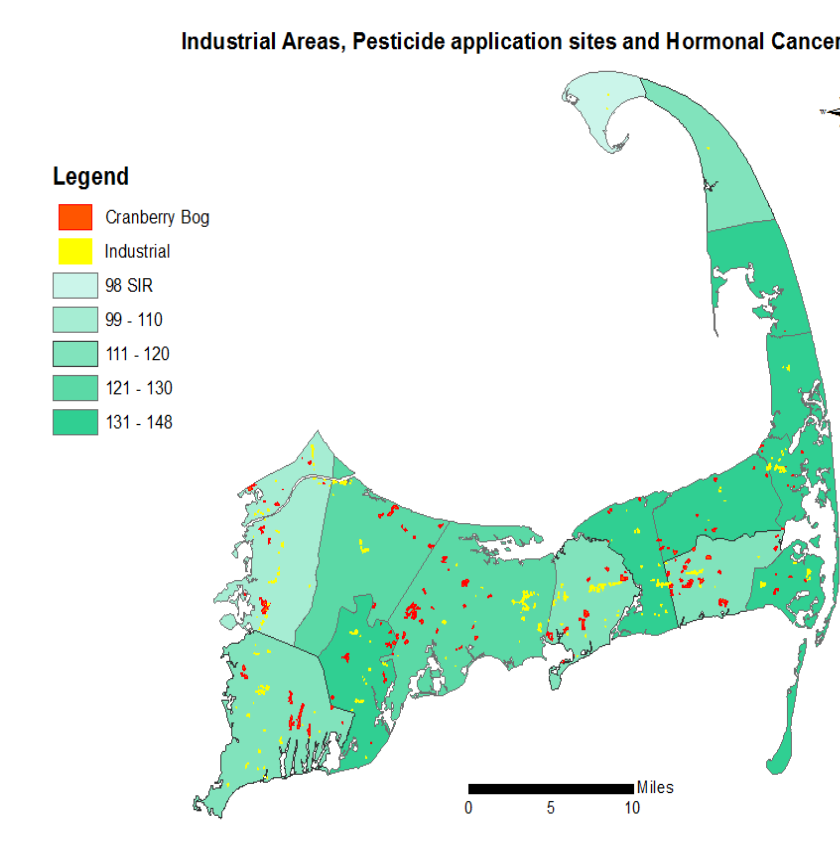 Industrial Areas, Pesticide application sites and Hormonal Cancer
Legend
Cranberry Bog
Industrial
98 SIR
99 - 110
111 - 120
121 - 130
131 - 148
Miles
0 5 10